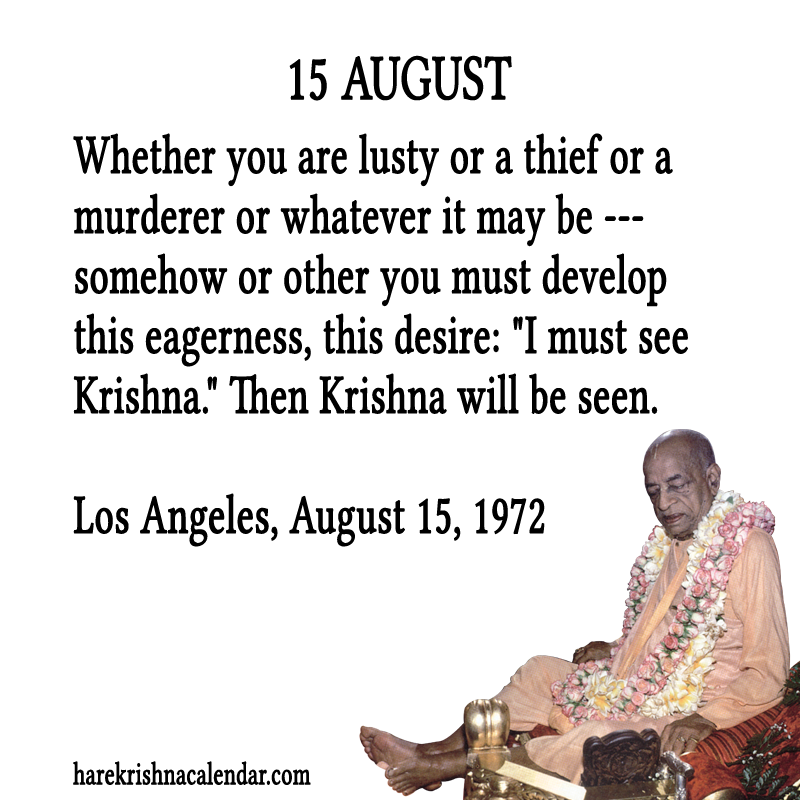 15 AUGUST
Whether you are lusty or a thief or a
murderer or whatever it may be ---
somehow or other you must develop
this eagerness, this desire: "I must see
Krishna." Then Krishna will be seen.
Los Angeles, August 15, 1972
harekrishnacalendar.com